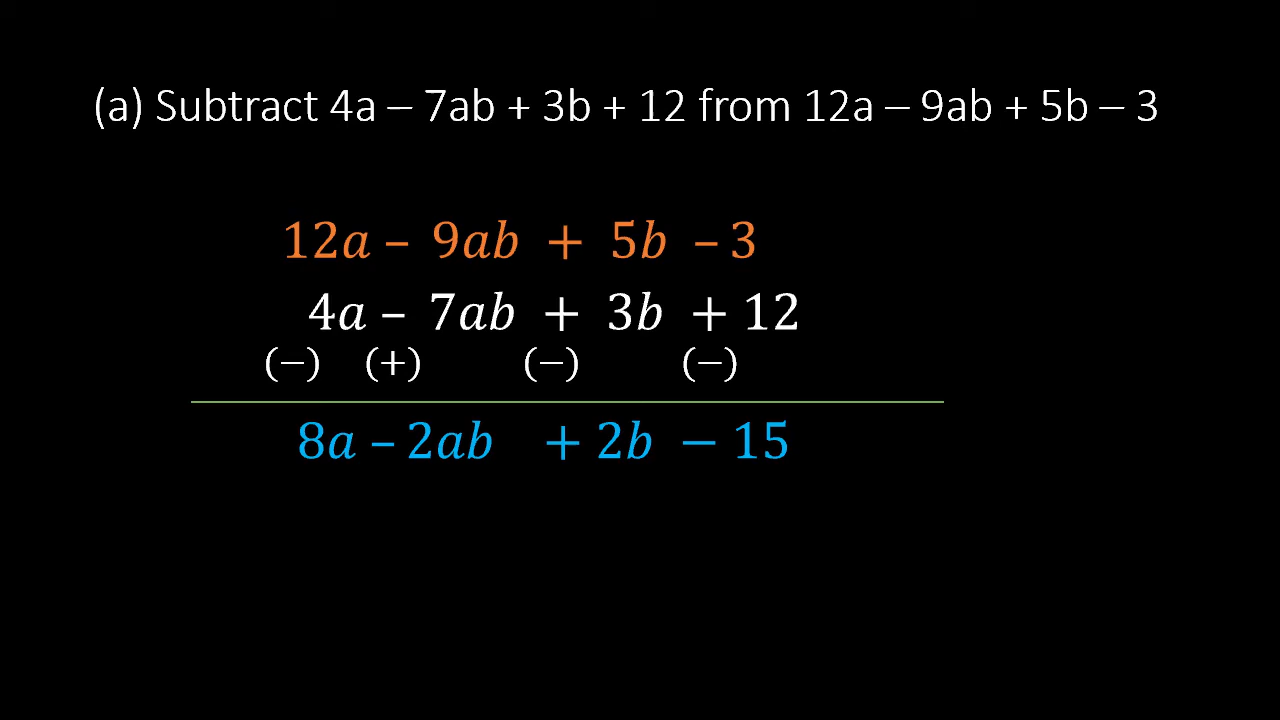 (a) Subtract 4a – 7ab + 3b + 12 from 12a – 9ab + 5b – 3
12a – 9ab + 5b – 3
4a – 7ab + 3b + 12
(−) (+) (−) (−)
8a – 2ab + 2b − 15